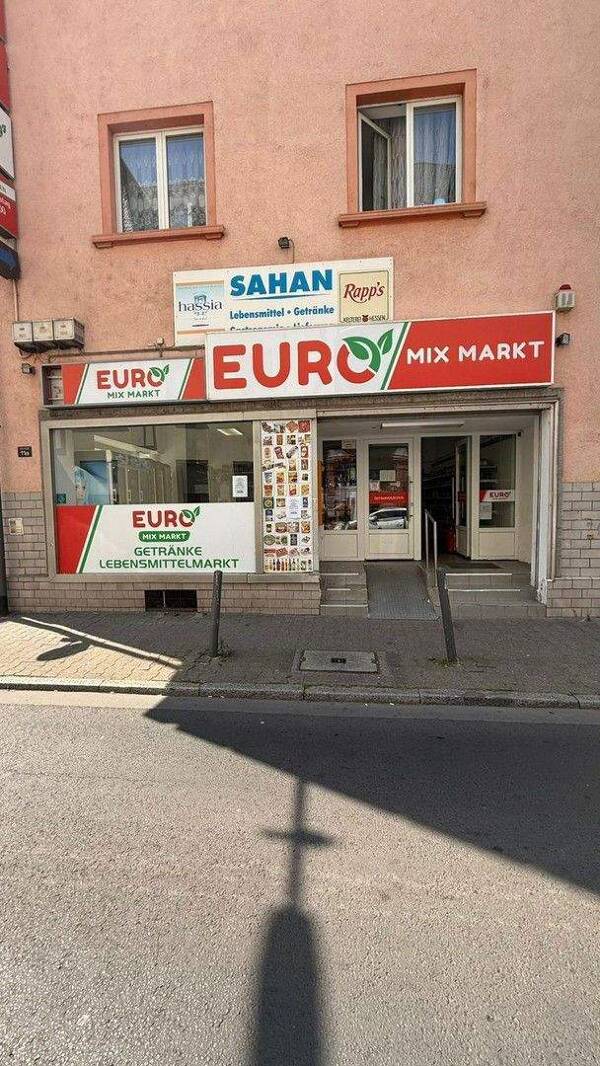 SAHAN
hassia
Lebensmittel • Getränke
Rapp's
KELTEREI HESSEN
EURO
MIX MARKT
EURO MIX MARKT
EURO
MIX MARKT
GETRÄNKE
LEBENSMITTELMARKT
EURO